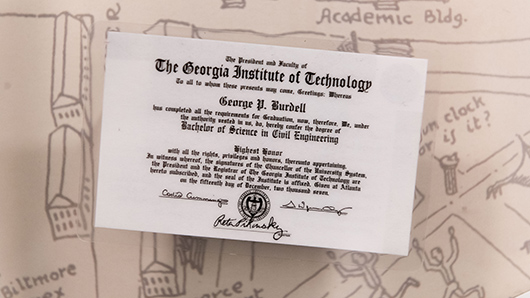 Academic Bldg.
The President and Faculty of
The Georgia Institute of Technology
To all to whom these presents may come, Greetings: Whereas
George P. Burdell
has completed all the requirements for Graduation, now, therefore, We, under
the authority vested in us, do, hereby confer the degree of
Bachelor of Science in Civil Engineering
Highest Honor
with all the rights, privileges and honors, thereunto appertaining.
In witness whereof, the signatures of the Chancellor of the University System,
the President and the Registrar of The Georgia Institute of Technology are
hereto subscribed, and the seal of the Institute is affixed. Given at Atlanta
on the fifteenth day of December, two thousand seven.
un clock
or is it?
Biltmore